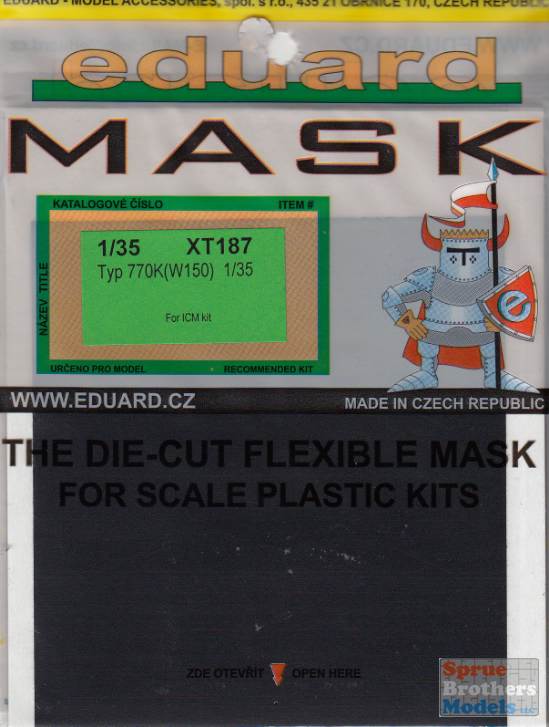 EDUARD - MODEL ACCESSORIES, spol. s r.o., 435 21 OBRNICE 170, CZECH REPUBLIC
eduard
MASK
KATALOGOVÉ ČÍSLO ITEM #
1/35 XT187
Typ 770K(W150) 1/35
For ICM kit
NÁZEV TITLE
URČENO PRO MODEL RECOMMENDED KIT
e
WWW.EDUARD.CZ MADE IN CZECH REPUBLIC
THE DIE-CUT FLEXIBLE MASK
FOR SCALE PLASTIC KITS
ZDE OTEVŘÍT OPEN HERE
Sprue
Brothers
Models LLC